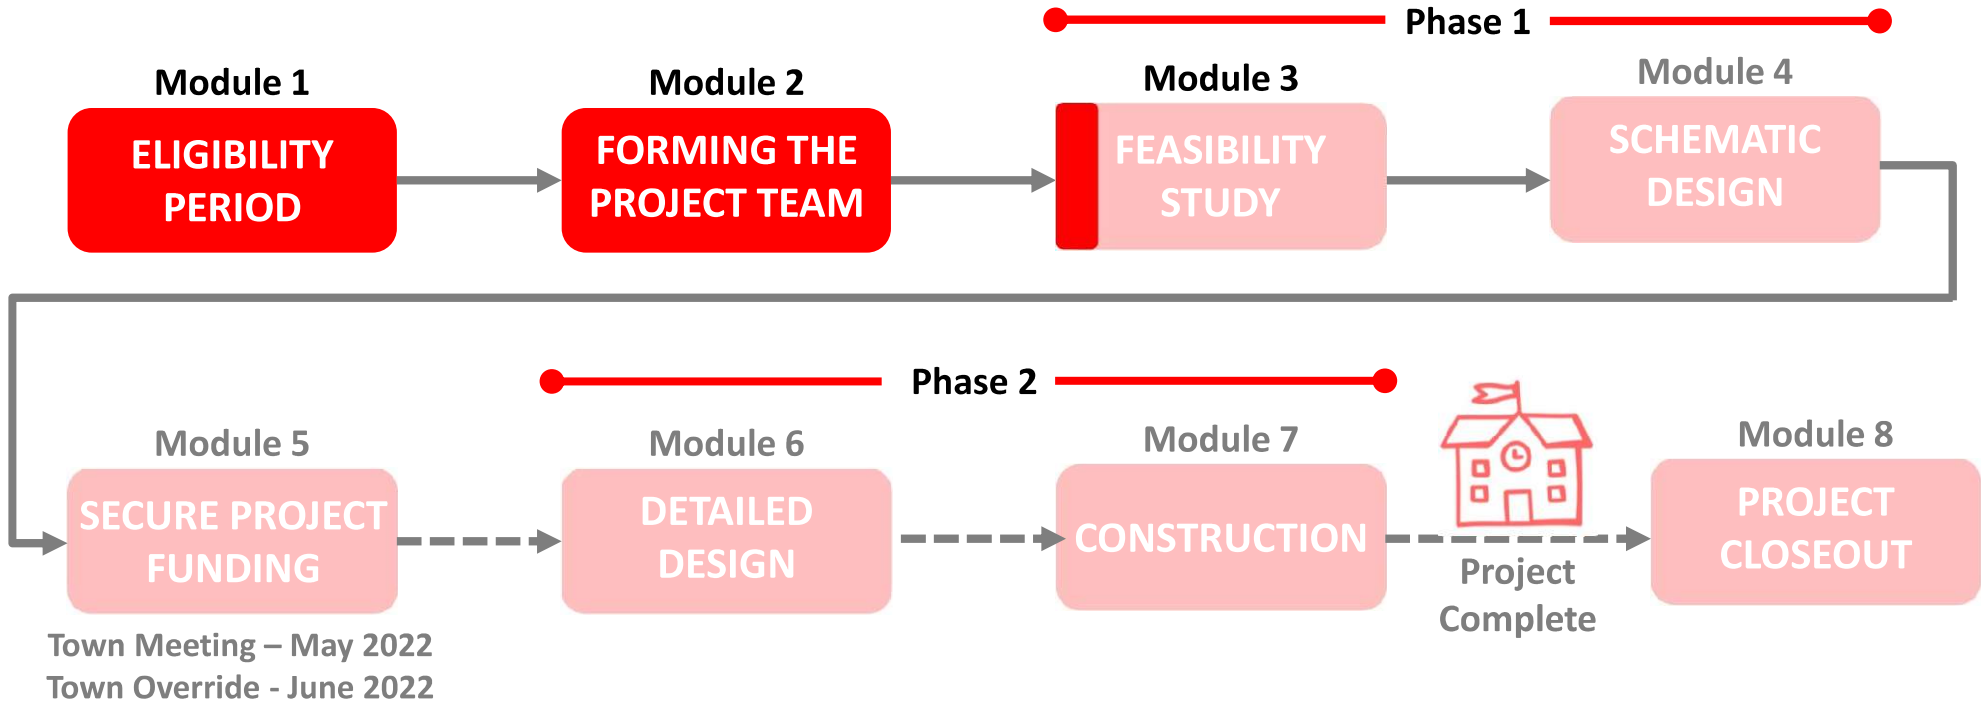 Phase 1
Module 1
ELIGIBILITY
PERIOD
Module 2
FORMING THE
PROJECT TEAM
Module 3
FEASIBILITY
STUDY
Module 4
SCHEMATIC
DESIGN
Phase 2
Module 5
SECURE PROJECT
FUNDING
Town Meeting – May 2022
Town Override - June 2022
Module 6
DETAILED
DESIGN
Module 7
CONSTRUCTION
Project
Complete
Module 8
PROJECT
CLOSEOUT